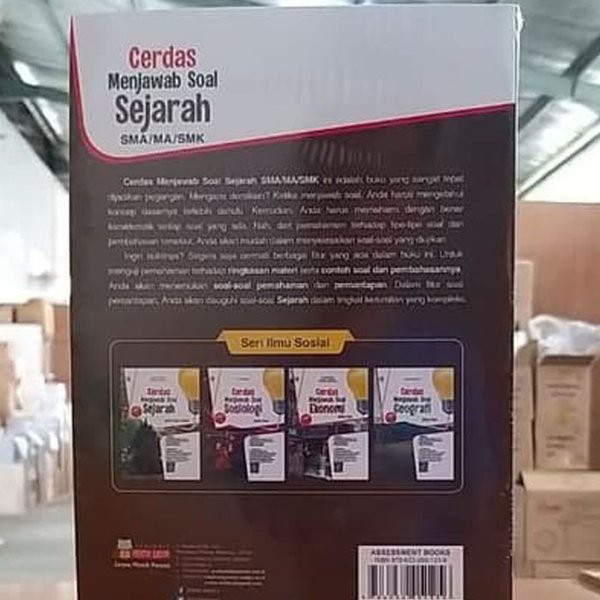 Cerdas
Menjawab Soal
Sejarah
SMA/MA/SMK
Cerdas Menjawab Soal Sejarah SMA/MA/SMK ini adalah buku yang sangat tepat
dijadikan pegangan. Mengapa demikian? Ketika menjawab soal, Anda harus mengetahui
konsep dasarnya terlebih dahulu. Kemudian, Anda harus memahami dengan benar
karakteristik setiap soal yang ada. Nah, dari pemahaman terhadap tipe-tipe soal dan
pembahasan tersebut, Anda akan mudah dalam menyelesaikan soal-soal yang diujikan.
Ingin buktinya? Segera saja cermati berbagai fitur yang ada dalam buku ini. Untuk
menguji pemahaman terhadap ringkasan materi serta contoh soal dan pembahasannya,
Anda akan menemukan soal-soal pemahaman dan pemantapan. Dalam fitur soal
pemantapan, Anda akan disuguhi soal-soal Sejarah dalam tingkat kesulitan yang kompleks.
Seri Ilmu Sosial
Cerdas
Menjawab Soal
Sejarah
Cerdas
Menjawab Soal
Sosiologi
Cerdas
Menjawab Soal
Ekonomi
Cerdas
Menjawab Soal
Geografi
ASSESSMENT BOOKS